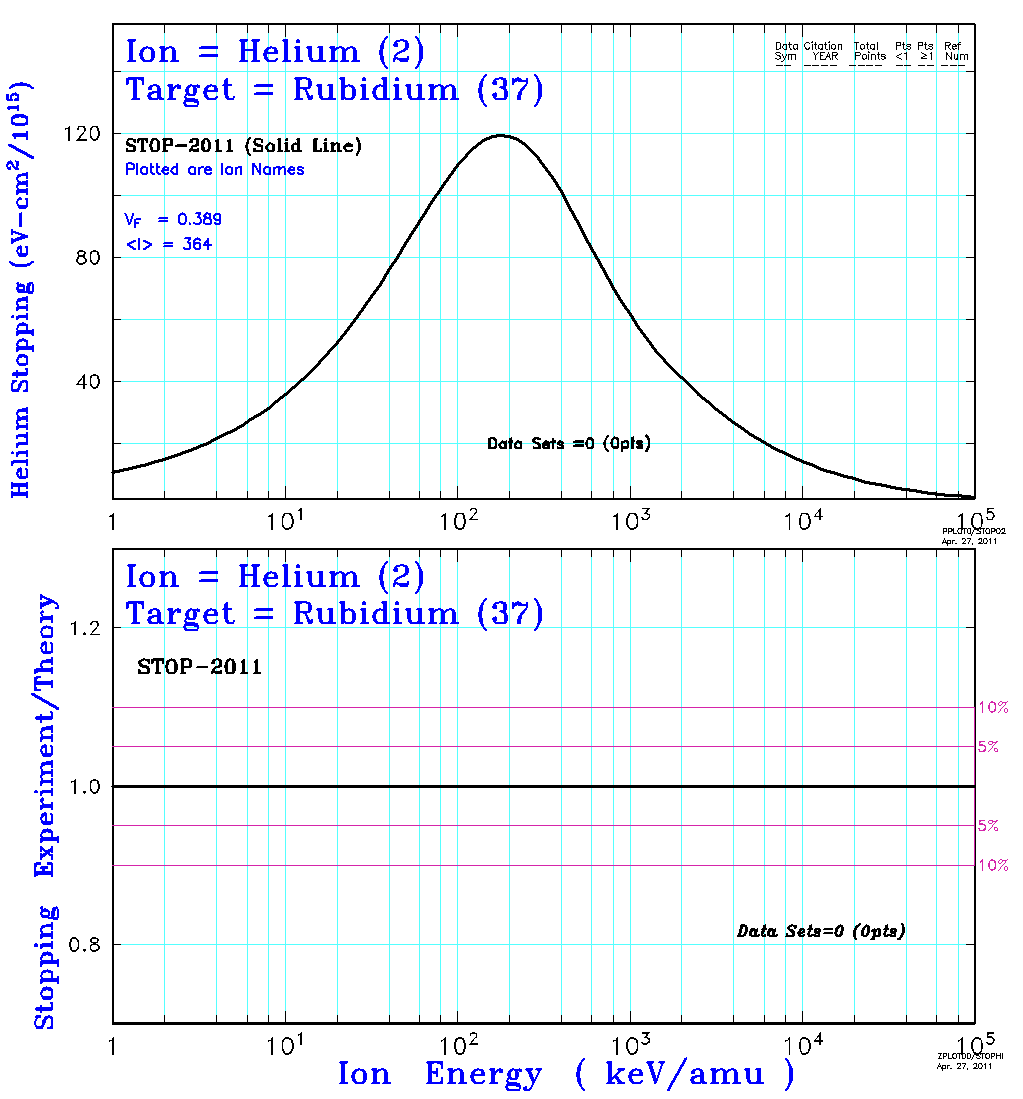 Ion = Helium (2)
Target = Rubidium (37)
Data Citation Total Pts Pts Ref
Sym YEAR Points <1 ≥1 Num
STOP-2011 (Solid Line)
Plotted are Ion Names
V_F = 0.389
<I> = 364
Data Sets =0 (0pts)
Helium Stopping (eV-cm²/10¹⁵)
120
80
40
1 10¹ 10² 10³ 10⁴ 10⁵
PPLOT0/STOP02
Apr. 27, 2011
Ion = Helium (2)
Target = Rubidium (37)
STOP-2011
Stopping Experiment/Theory
1.2
1.0
0.8
10%
5%
5%
10%
Data Sets=0 (0pts)
1 10¹ 10² 10³ 10⁴ 10⁵
Ion Energy ( keV/amu )
ZPLOT0D/STOPHI
Apr. 27, 2011